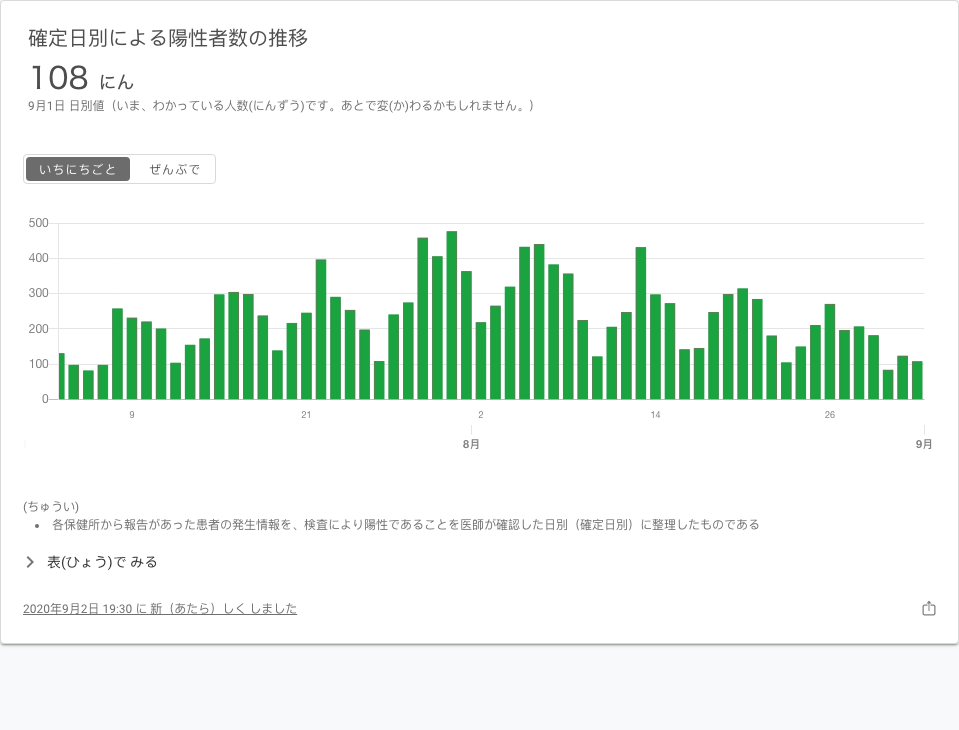 確定日別による陽性者数の推移
108 にん
9月1日 日別値（いま、わかっている人数(にんずう)です。あとで変(か)わるかもしれません。）
いちにちごと ぜんぶで
500
400
300
200
100
0
9 21 2 14 26
8月 9月
(ちゅうい)
• 各保健所から報告があった患者の発生情報を、検査により陽性であることを医師が確認した日別（確定日別）に整理したものである
表(ひょう)で みる
2020年9月2日 19:30 に 新（あたら）しく しました